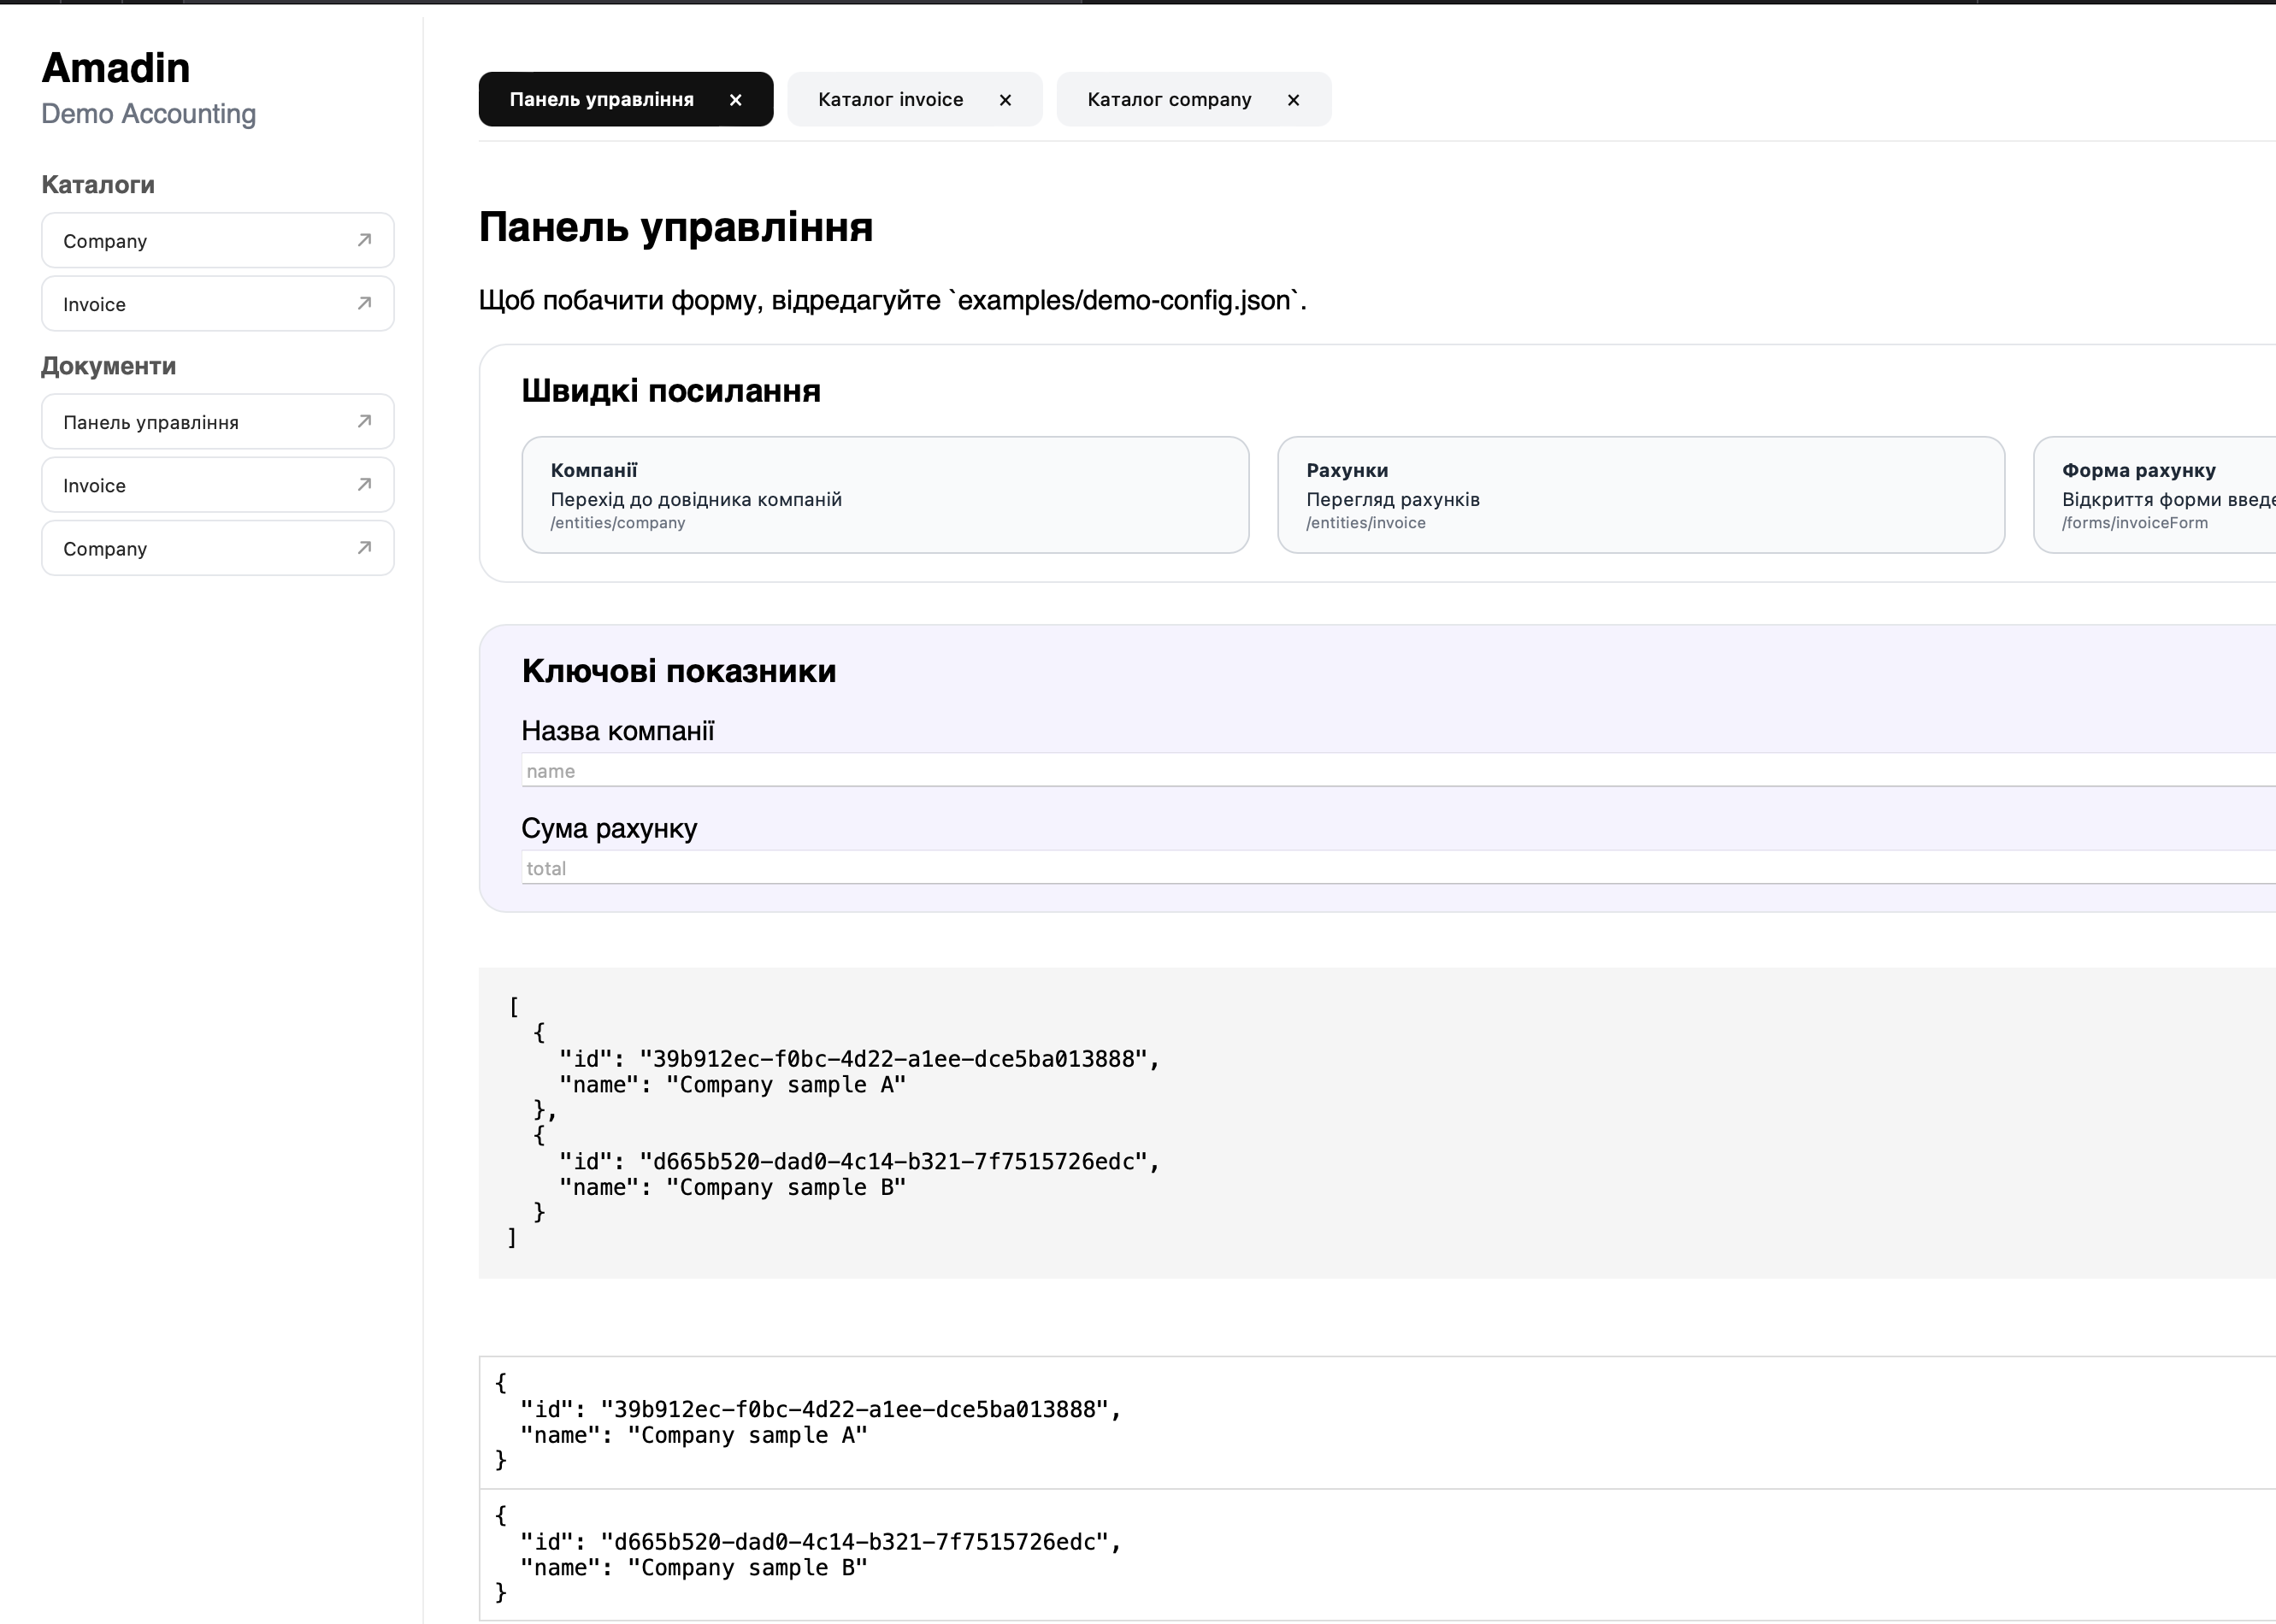 Amadin
Demo Accounting
Каталоги
Company
Invoice
Документи
Панель управління
Invoice
Company
Панель управління ×
Каталог invoice ×
Каталог company ×
Панель управління
Щоб побачити форму, відредагуйте `examples/demo-config.json`.
Швидкі посилання
Компанії
Перехід до довідника компаній
/entities/company
Рахунки
Перегляд рахунків
/entities/invoice
Форма рахунку
Відкриття форми
/forms/invoiceForm
Ключові показники
Назва компанії
name
Сума рахунку
total
[
{
"id": "39b912ec-f0bc-4d22-a1ee-dce5ba013888",
"name": "Company sample A"
},
{
"id": "d665b520-dad0-4c14-b321-7f7515726edc",
"name": "Company sample B"
}
]
{
"id": "39b912ec-f0bc-4d22-a1ee-dce5ba013888",
"name": "Company sample A"
}
{
"id": "d665b520-dad0-4c14-b321-7f7515726edc",
"name": "Company sample B"
}